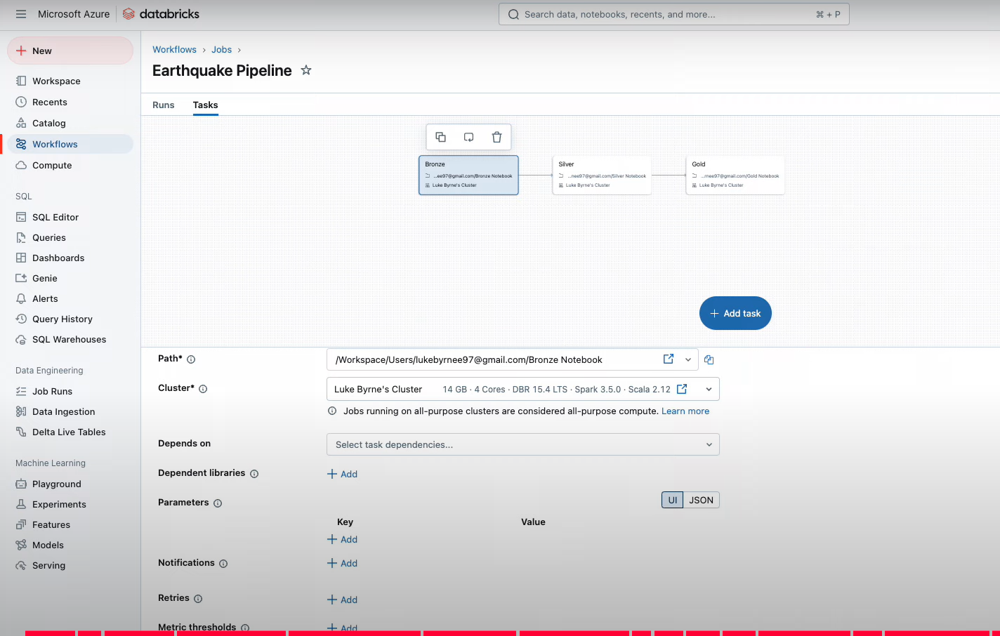 Microsoft Azure databricks
Search data, notebooks, recents, and more... ⌘ + P
New
Workspace
Recents
Catalog
Workflows
Compute
SQL
SQL Editor
Queries
Dashboards
Genie
Alerts
Query History
SQL Warehouses
Data Engineering
Job Runs
Data Ingestion
Delta Live Tables
Machine Learning
Playground
Experiments
Features
Models
Serving
Workflows › Jobs ›
Earthquake Pipeline
Runs Tasks
Bronze
...ee97@gmail.com/Bronze Notebook
Luke Byrne's Cluster
Silver
...nee97@gmail.com/Silver Notebook
Luke Byrne's Cluster
Gold
...rnee97@gmail.com/Gold Notebook
Luke Byrne's Cluster
+ Add task
Path* /Workspace/Users/lukebyrnee97@gmail.com/Bronze Notebook
Cluster* Luke Byrne's Cluster 14 GB · 4 Cores · DBR 15.4 LTS · Spark 3.5.0 · Scala 2.12
Jobs running on all-purpose clusters are considered all-purpose compute. Learn more
Depends on Select task dependencies...
Dependent libraries + Add
Parameters UI JSON
Key Value
+ Add
Notifications + Add
Retries + Add
Metric thresholds + Add